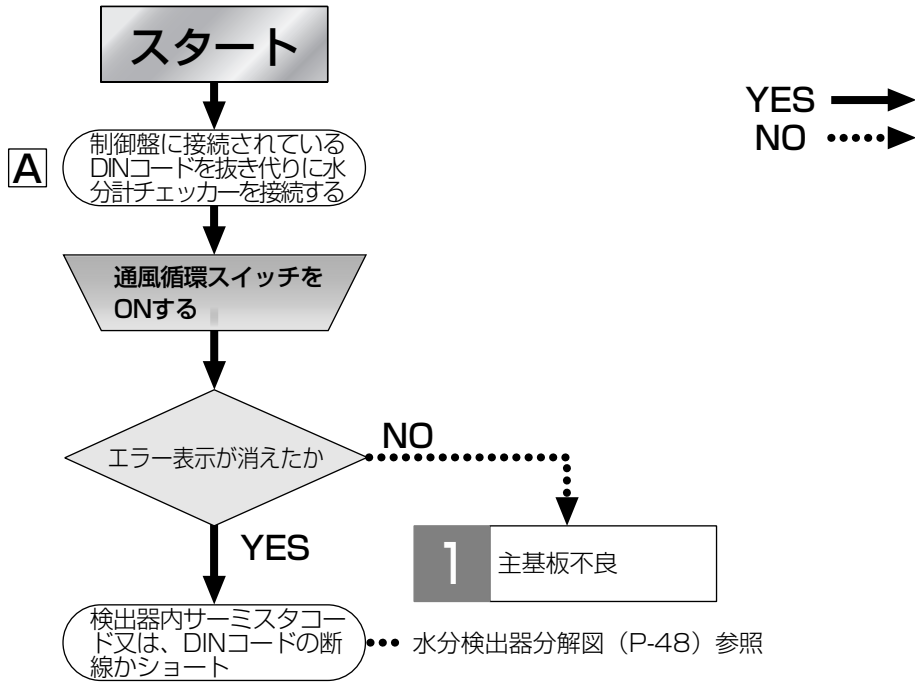 スタート
YES
NO
A
制御盤に接続されている
DINコードを抜き代りに水
分計チェッカーを接続する
通風循環スイッチを
ONする
エラー表示が消えたか
NO
YES
1
主基板不良
検出器内サーミスタコー
ド又は、DINコードの断
線かショート
水分検出器分解図（P-48）参照